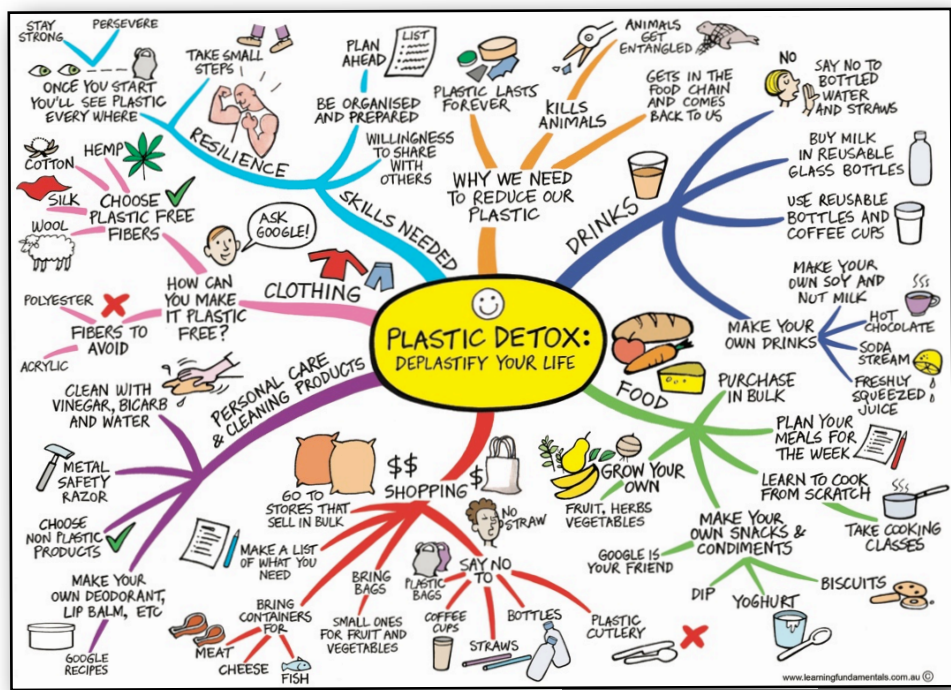 PLASTIC DETOX:
DEPLASTIFY YOUR LIFE
WHY WE NEED
TO REDUCE OUR
PLASTIC
PLASTIC LASTS
FOREVER
KILLS
ANIMALS
ANIMALS
GET
ENTANGLED
GETS IN THE
FOOD CHAIN
AND COMES
BACK TO US
DRINKS
NO
SAY NO TO
BOTTLED
WATER
AND STRAWS
BUY MILK
IN REUSABLE
GLASS BOTTLES
USE REUSABLE
BOTTLES AND
COFFEE CUPS
MAKE YOUR
OWN DRINKS
MAKE YOUR
OWN SOY AND
NUT MILK
HOT
CHOCOLATE
SODA
STREAM
FRESHLY
SQUEEZED
JUICE
FOOD
PURCHASE
IN BULK
PLAN YOUR
MEALS FOR
THE WEEK
LEARN TO COOK
FROM SCRATCH
TAKE COOKING
CLASSES
MAKE YOUR
OWN SNACKS &
CONDIMENTS
GOOGLE IS
YOUR FRIEND
DIP
YOGHURT
BISCUITS
GROW YOUR
OWN
FRUIT, HERBS
VEGETABLES
SHOPPING
$$
$
NO
STRAW
SAY NO
TO
PLASTIC
BAGS
COFFEE
CUPS
STRAWS
BOTTLES
PLASTIC
CUTLERY
BRING
BAGS
SMALL ONES
FOR FRUIT AND
VEGETABLES
BRING
CONTAINERS
FOR
MEAT
CHEESE
FISH
MAKE A LIST
OF WHAT YOU
NEED
GO TO
STORES THAT
SELL IN BULK
PERSONAL CARE
& CLEANING PRODUCTS
CLEAN WITH
VINEGAR, BICARB
AND WATER
METAL
SAFETY
RAZOR
CHOOSE
NON PLASTIC
PRODUCTS
MAKE YOUR
OWN DEODORANT,
LIP BALM, ETC
GOOGLE
RECIPES
CLOTHING
HOW CAN
YOU MAKE
IT PLASTIC
FREE?
ASK
GOOGLE!
CHOOSE
PLASTIC FREE
FIBERS
COTTON
HEMP
SILK
WOOL
FIBERS TO
AVOID
POLYESTER
ACRYLIC
SKILLS NEEDED
RESILIENCE
STAY
STRONG
PERSEVERE
ONCE YOU START
YOU'LL SEE PLASTIC
EVERY WHERE
TAKE SMALL
STEPS
PLAN
AHEAD
LIST
BE ORGANISED
AND PREPARED
WILLINGNESS
TO SHARE
WITH
OTHERS
www.learningfundamentals.com.au ©